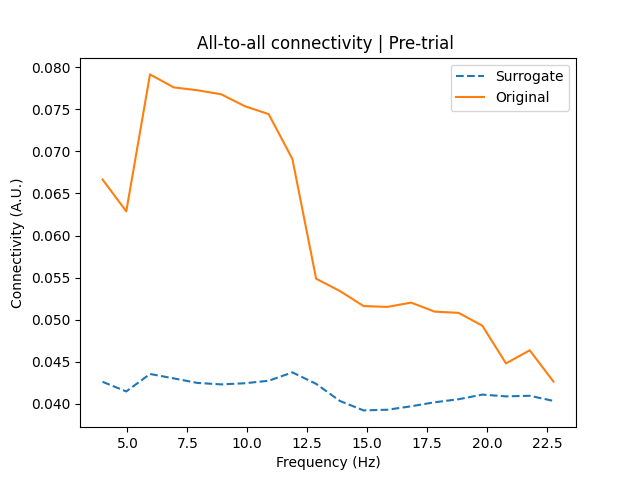 All-to-all connectivity | Pre-trial
Surrogate
Original
Connectivity (A.U.)
0.080
0.075
0.070
0.065
0.060
0.055
0.050
0.045
0.040
5.0 7.5 10.0 12.5 15.0 17.5 20.0 22.5
Frequency (Hz)